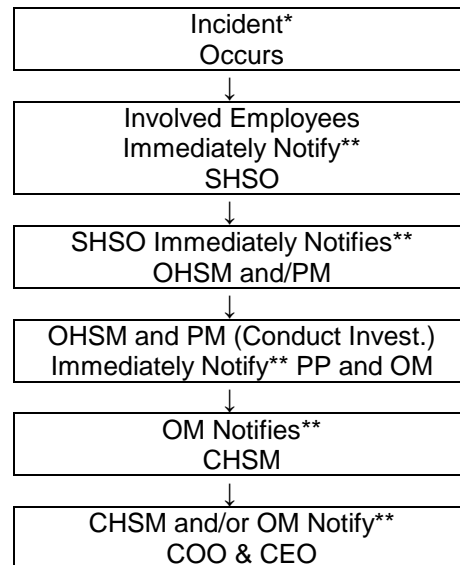 Incident*
Occurs
↓
Involved Employees
Immediately Notify**
SHSO
↓
SHSO Immediately Notifies**
OHSM and/PM
↓
OHSM and PM (Conduct Invest.)
Immediately Notify** PP and OM
↓
OM Notifies**
CHSM
↓
CHSM and/or OM Notify**
COO & CEO